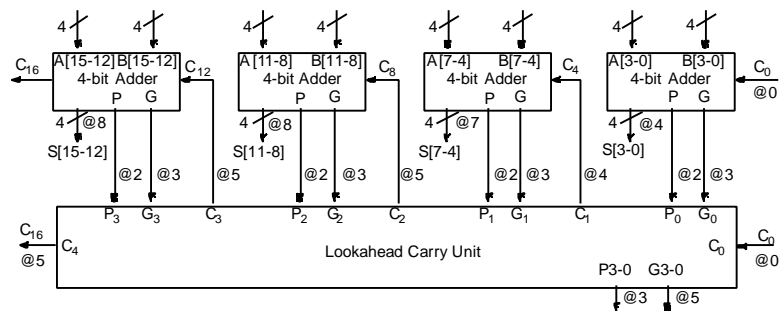 4 4 4 4 4 4 4 4
C16 A[15-12] B[15-12] C12 A[11-8] B[11-8] C8 A[7-4] B[7-4] C4 A[3-0] B[3-0] C0
4-bit Adder 4-bit Adder 4-bit Adder 4-bit Adder
P G P G P G P G @0
4 @8 4 @8 4 @7 4 @4
S[15-12] S[11-8] S[7-4] S[3-0]
@2 @3 @5 @2 @3 @5 @2 @3 @4 @2 @3
P3 G3 C3 P2 G2 C2 P1 G1 C1 P0 G0
C16 C4 Lookahead Carry Unit C0 C0
@5 @0
P3-0 G3-0
@3 @5